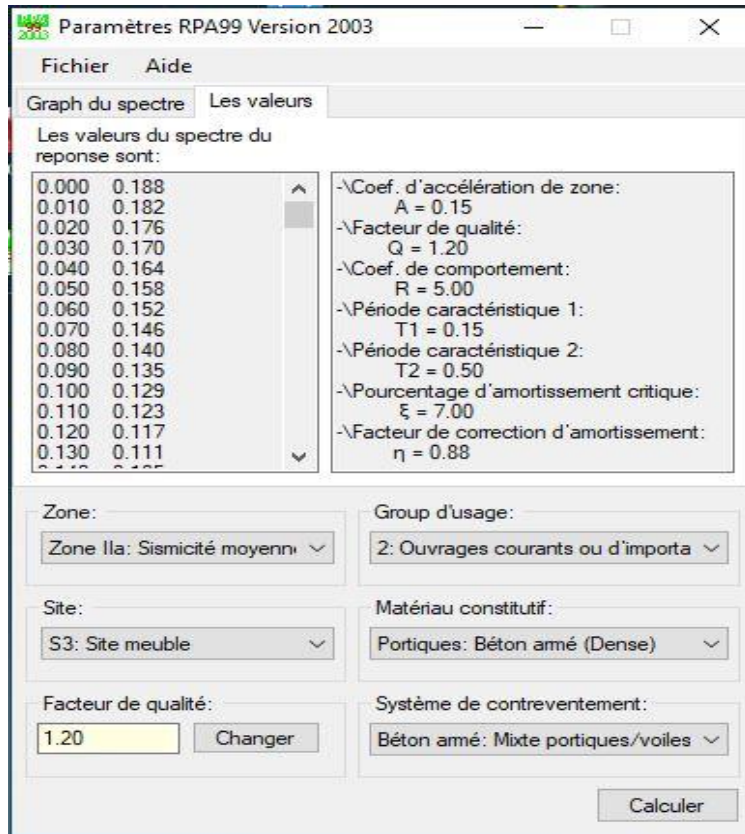 Paramètres RPA99 Version 2003
Fichier Aide
Graph du spectre Les valeurs
Les valeurs du spectre du
reponse sont:
0.000 0.188
0.010 0.182
0.020 0.176
0.030 0.170
0.040 0.164
0.050 0.158
0.060 0.152
0.070 0.146
0.080 0.140
0.090 0.135
0.100 0.129
0.110 0.123
0.120 0.117
0.130 0.111
-\Coef. d'accélération de zone:
A = 0.15
-\Facteur de qualité:
Q = 1.20
-\Coef. de comportement:
R = 5.00
-\Période caractéristique 1:
T1 = 0.15
-\Période caractéristique 2:
T2 = 0.50
-\Pourcentage d'amortissement critique:
ξ = 7.00
-\Facteur de correction d'amortissement:
η = 0.88
Zone:
Zone IIa: Sismicité moyenn
Group d'usage:
2: Ouvrages courants ou d'importa
Site:
S3: Site meuble
Matériau constitutif:
Portiques: Béton armé (Dense)
Facteur de qualité:
1.20 Changer
Système de contreventement:
Béton armé: Mixte portiques/voiles
Calculer